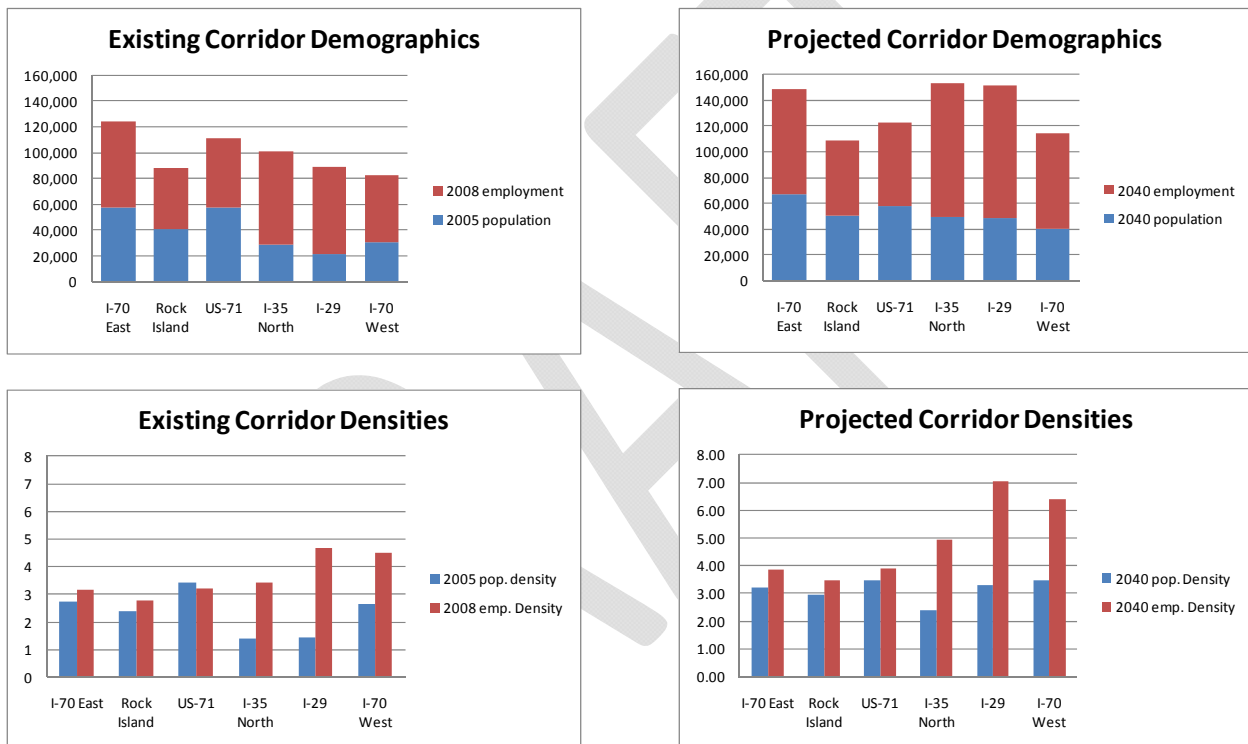 Existing Corridor Demographics
160,000
140,000
120,000
100,000
80,000
60,000
40,000
20,000
0
I-70 East
Rock Island
US-71
I-35 North
I-29
I-70 West
2008 employment
2005 population
Projected Corridor Demographics
160,000
140,000
120,000
100,000
80,000
60,000
40,000
20,000
0
I-70 East
Rock Island
US-71
I-35 North
I-29
I-70 West
2040 employment
2040 population
Existing Corridor Densities
8
7
6
5
4
3
2
1
0
I-70 East
Rock Island
US-71
I-35 North
I-29
I-70 West
2005 pop. density
2008 emp. Density
Projected Corridor Densities
8.00
7.00
6.00
5.00
4.00
3.00
2.00
1.00
0.00
I-70 East
Rock Island
US-71
I-35 North
I-29
I-70 West
2040 pop. Density
2040 emp. Density